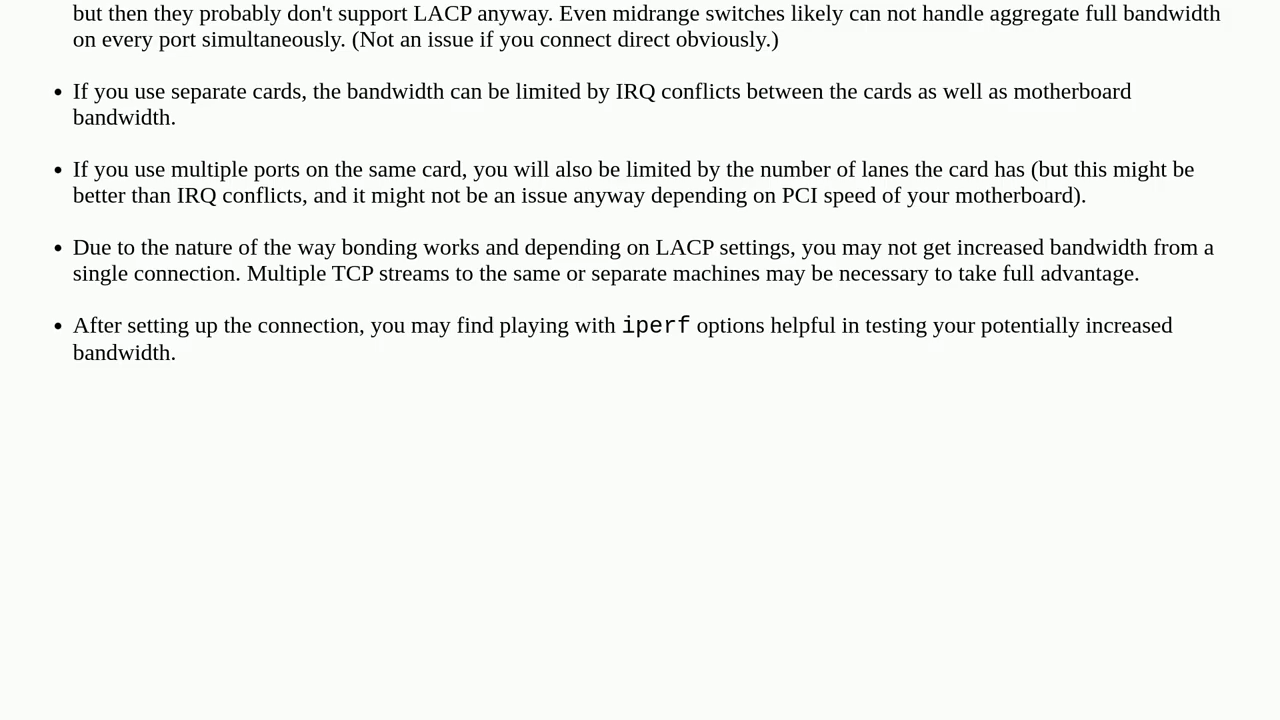 but then they probably don't support LACP anyway. Even midrange switches likely can not handle aggregate full bandwidth
on every port simultaneously. (Not an issue if you connect direct obviously.)
• If you use separate cards, the bandwidth can be limited by IRQ conflicts between the cards as well as motherboard
bandwidth.
• If you use multiple ports on the same card, you will also be limited by the number of lanes the card has (but this might be
better than IRQ conflicts, and it might not be an issue anyway depending on PCI speed of your motherboard).
• Due to the nature of the way bonding works and depending on LACP settings, you may not get increased bandwidth from a
single connection. Multiple TCP streams to the same or separate machines may be necessary to take full advantage.
• After setting up the connection, you may find playing with iperf options helpful in testing your potentially increased
bandwidth.